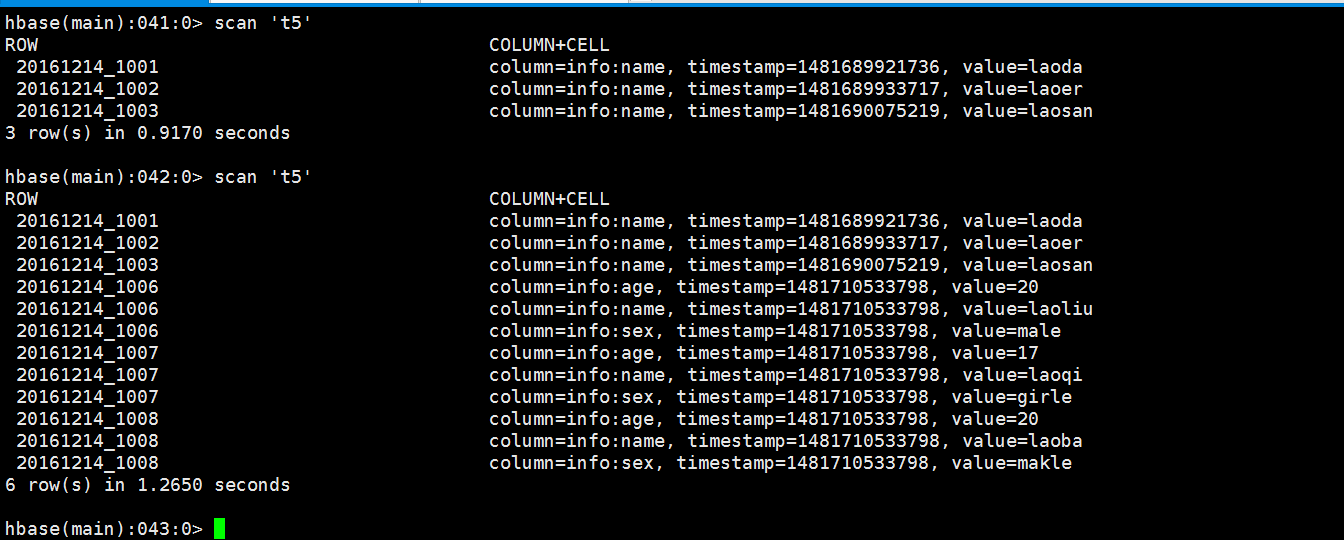 hbase(main):041:0> scan 't5'
ROW COLUMN+CELL
20161214_1001 column=info:name, timestamp=1481689921736, value=laoda
20161214_1002 column=info:name, timestamp=1481689933717, value=laoer
20161214_1003 column=info:name, timestamp=1481690075219, value=laosan
3 row(s) in 0.9170 seconds
hbase(main):042:0> scan 't5'
ROW COLUMN+CELL
20161214_1001 column=info:name, timestamp=1481689921736, value=laoda
20161214_1002 column=info:name, timestamp=1481689933717, value=laoer
20161214_1003 column=info:name, timestamp=1481690075219, value=laosan
20161214_1006 column=info:age, timestamp=1481710533798, value=20
20161214_1006 column=info:name, timestamp=1481710533798, value=laoliu
20161214_1006 column=info:sex, timestamp=1481710533798, value=male
20161214_1007 column=info:age, timestamp=1481710533798, value=17
20161214_1007 column=info:name, timestamp=1481710533798, value=laoqi
20161214_1007 column=info:sex, timestamp=1481710533798, value=girle
20161214_1008 column=info:age, timestamp=1481710533798, value=20
20161214_1008 column=info:name, timestamp=1481710533798, value=laoba
20161214_1008 column=info:sex, timestamp=1481710533798, value=makle
6 row(s) in 1.2650 seconds
hbase(main):043:0>